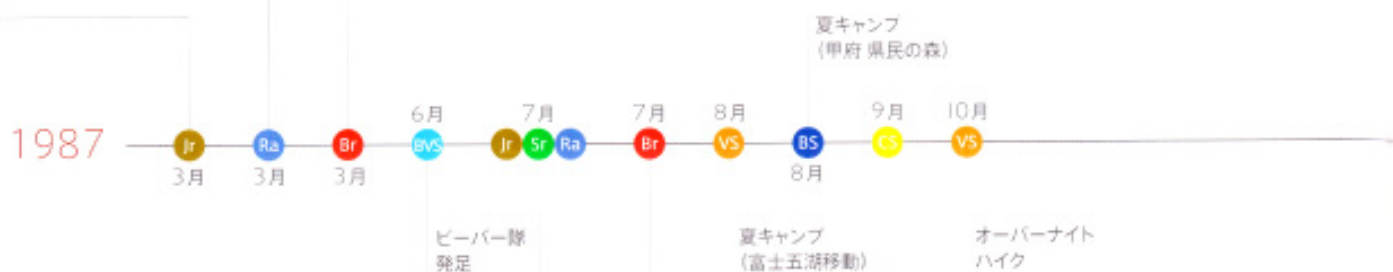 夏キャンプ
（甲府 県民の森）
6月 7月 7月 8月 9月 10月
1987 Jr Ra Br BVS Jr Sr Ra Br VS BS CS VS
3月 3月 3月 8月
ビーバー隊
発足
夏キャンプ
（富士五湖移動）
オーバーナイト
ハイク